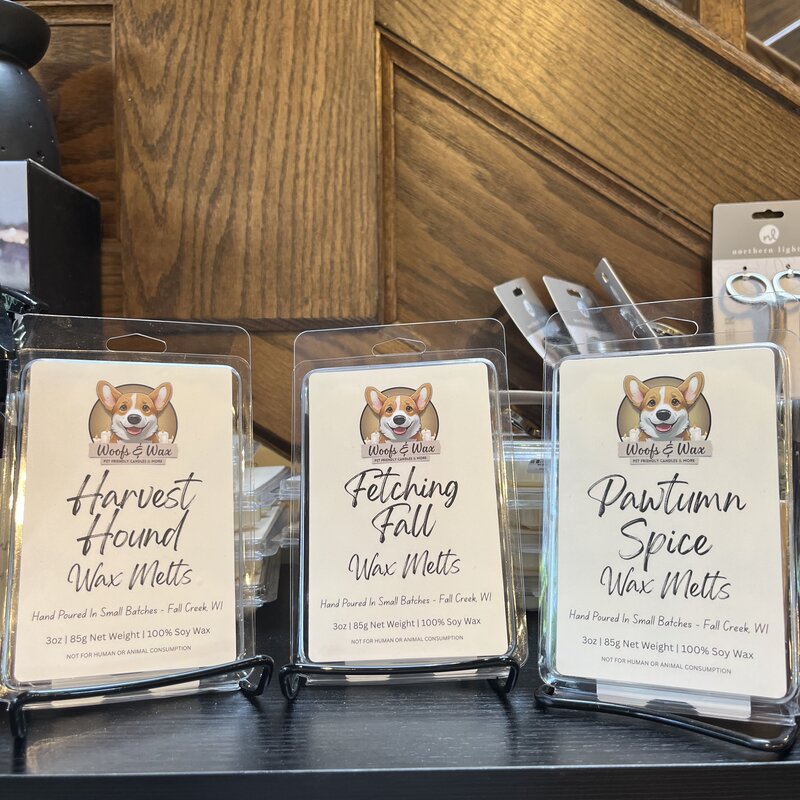 Woofs & Wax
PET FRIENDLY CANDLES & MORE
Harvest
Hound
Wax Melts
Hand Poured In Small Batches - Fall Creek, WI
3oz | 85g Net Weight | 100% Soy Wax
NOT FOR HUMAN OR ANIMAL CONSUMPTION
Woofs & Wax
PET FRIENDLY CANDLES & MORE
Fetching
Fall
Wax Melts
Hand Poured In Small Batches - Fall Creek, WI
3oz | 85g Net Weight | 100% Soy Wax
NOT FOR HUMAN OR ANIMAL CONSUMPTION
nl
northern light
Woofs & Wax
PET FRIENDLY CANDLES & MORE
Pawtumn
Spice
Wax Melts
Hand Poured In Small Batches - Fall Creek, WI
3oz | 85g Net Weight | 100% Soy Wax
NOT FOR HUMAN OR ANIMAL CONSUMPTION